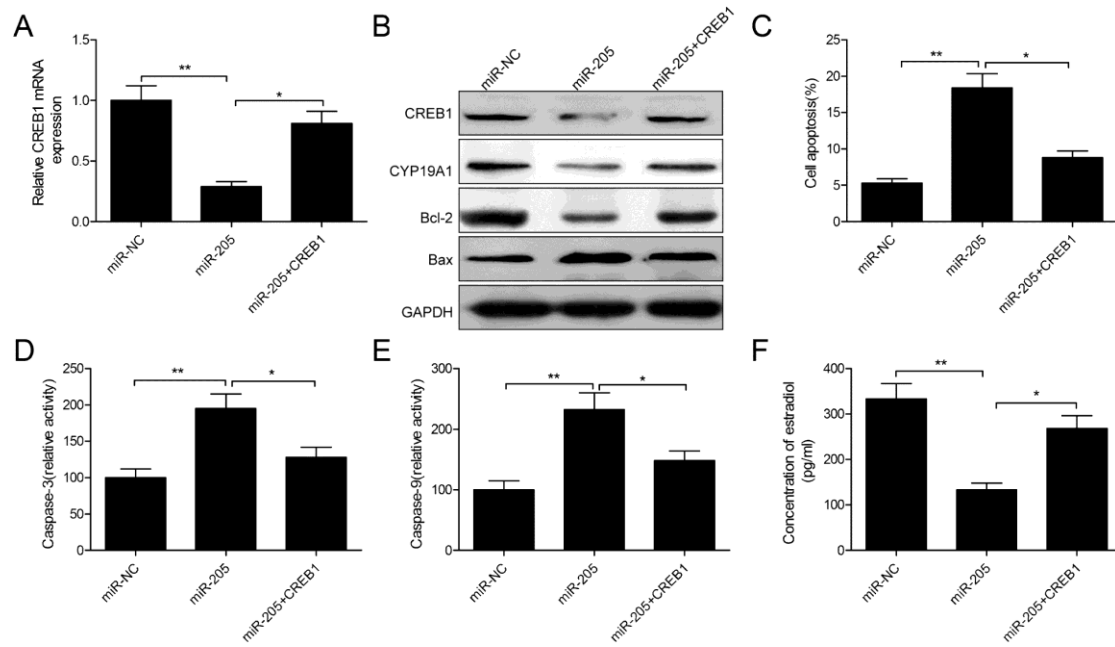 A
Relative CREB1 mRNA
expression
1.5
1.0
0.5
0.0
**
*
miR-NC
miR-205
miR-205+CREB1
B
miR-NC
miR-205
miR-205+CREB1
CREB1
CYP19A1
Bcl-2
Bax
GAPDH
C
Cell apoptosis(%)
25
20
15
10
5
0
**
*
miR-NC
miR-205
miR-205+CREB1
D
Caspase-3(relative activity)
250
200
150
100
50
0
**
*
miR-NC
miR-205
miR-205+CREB1
E
Caspase-9(relative activity)
300
200
100
0
**
*
miR-NC
miR-205
miR-205+CREB1
F
Concentration of estradiol
(pg/ml)
400
300
200
100
0
**
*
miR-NC
miR-205
miR-205+CREB1